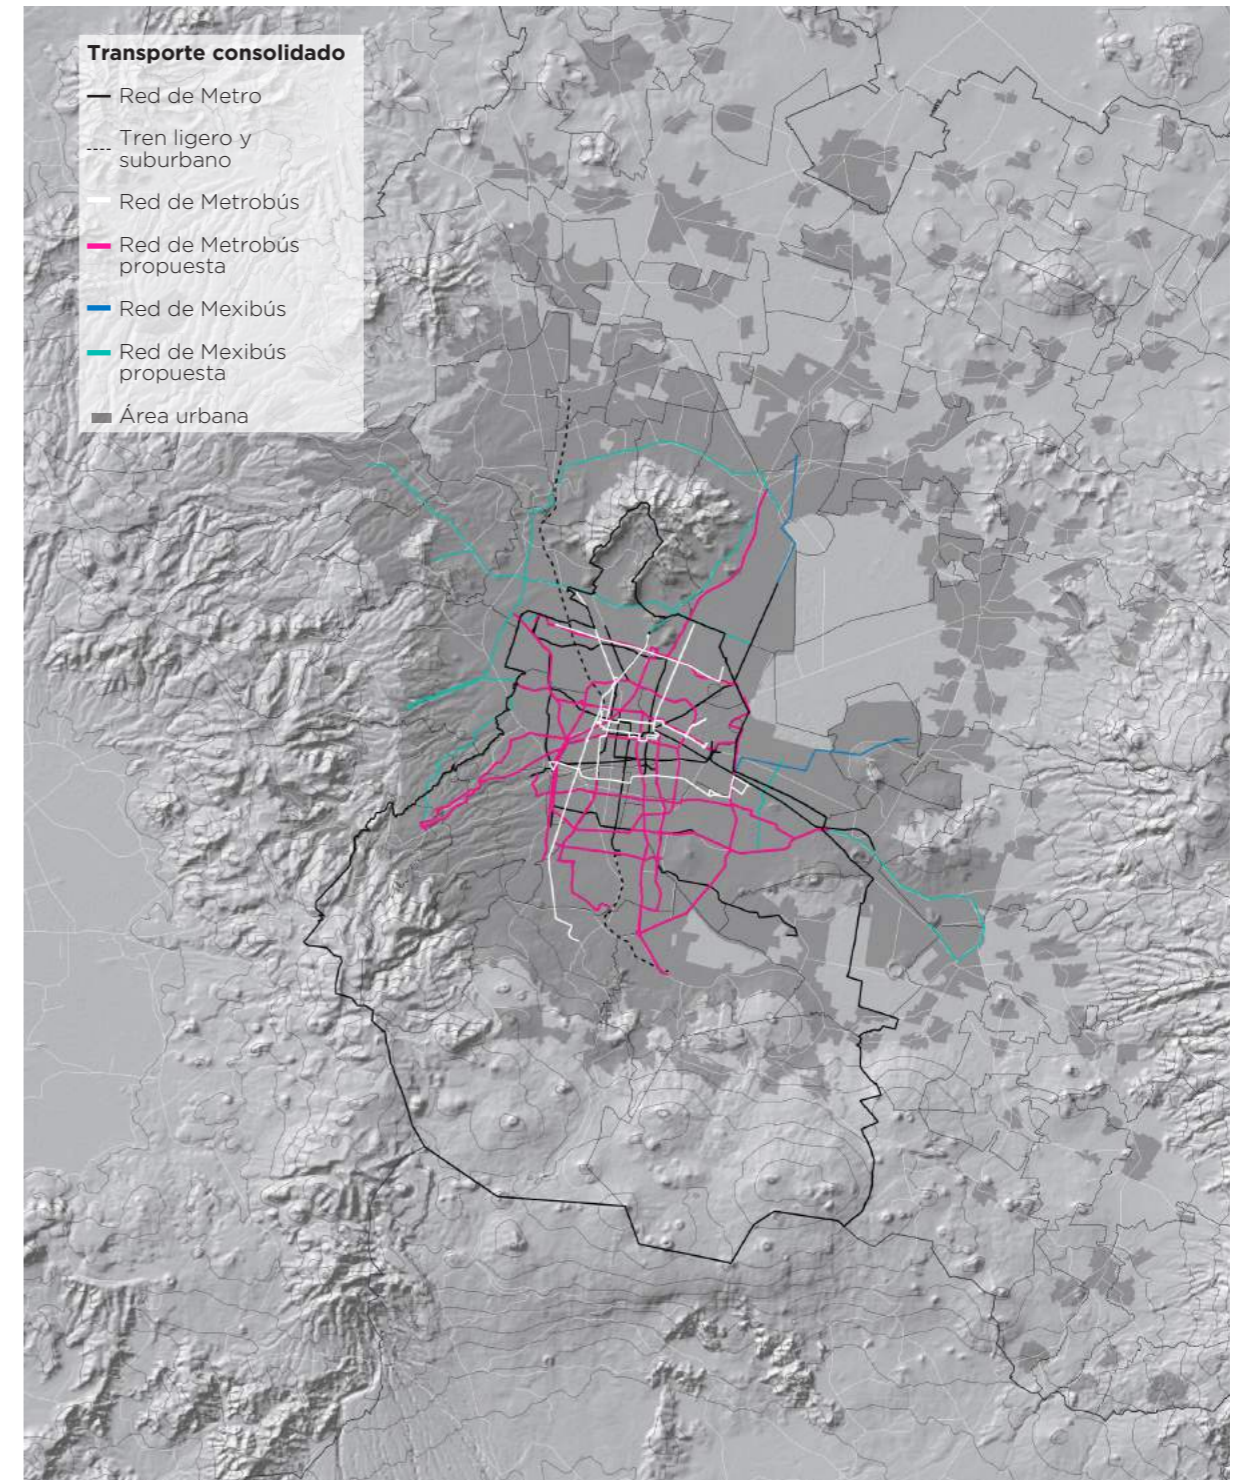 Transporte consolidado
Red de Metro
Tren ligero y
suburbano
Red de Metrobús
Red de Metrobús
propuesta
Red de Mexibús
Red de Mexibús
propuesta
Área urbana